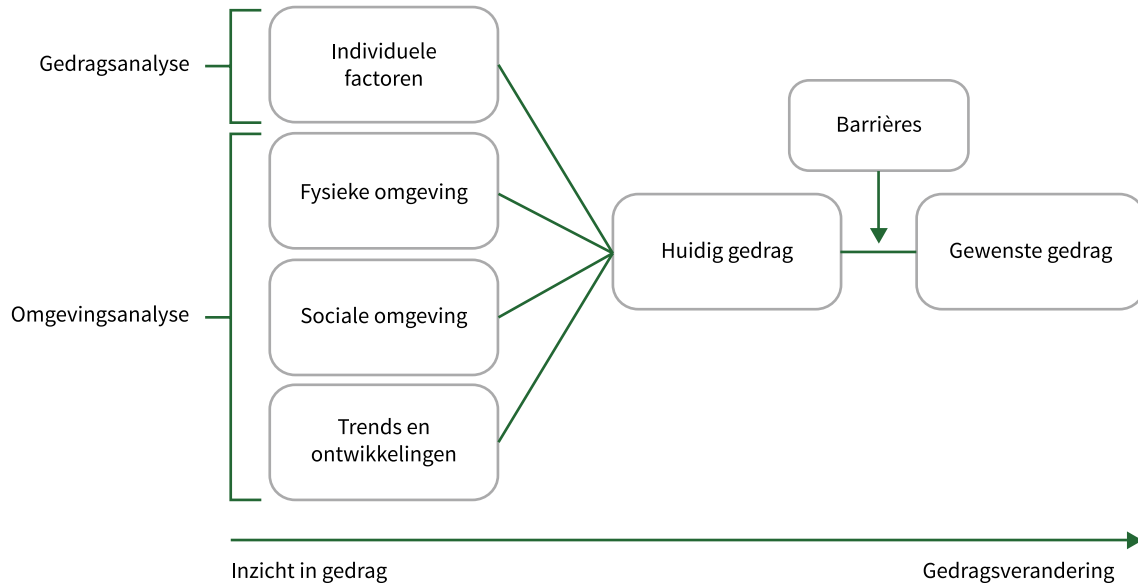 Gedragsanalyse
Individuele
factoren
Omgevingsanalyse
Fysieke omgeving
Sociale omgeving
Trends en
ontwikkelingen
Huidig gedrag
Barrières
Gewenste gedrag
Inzicht in gedrag
Gedragsverandering